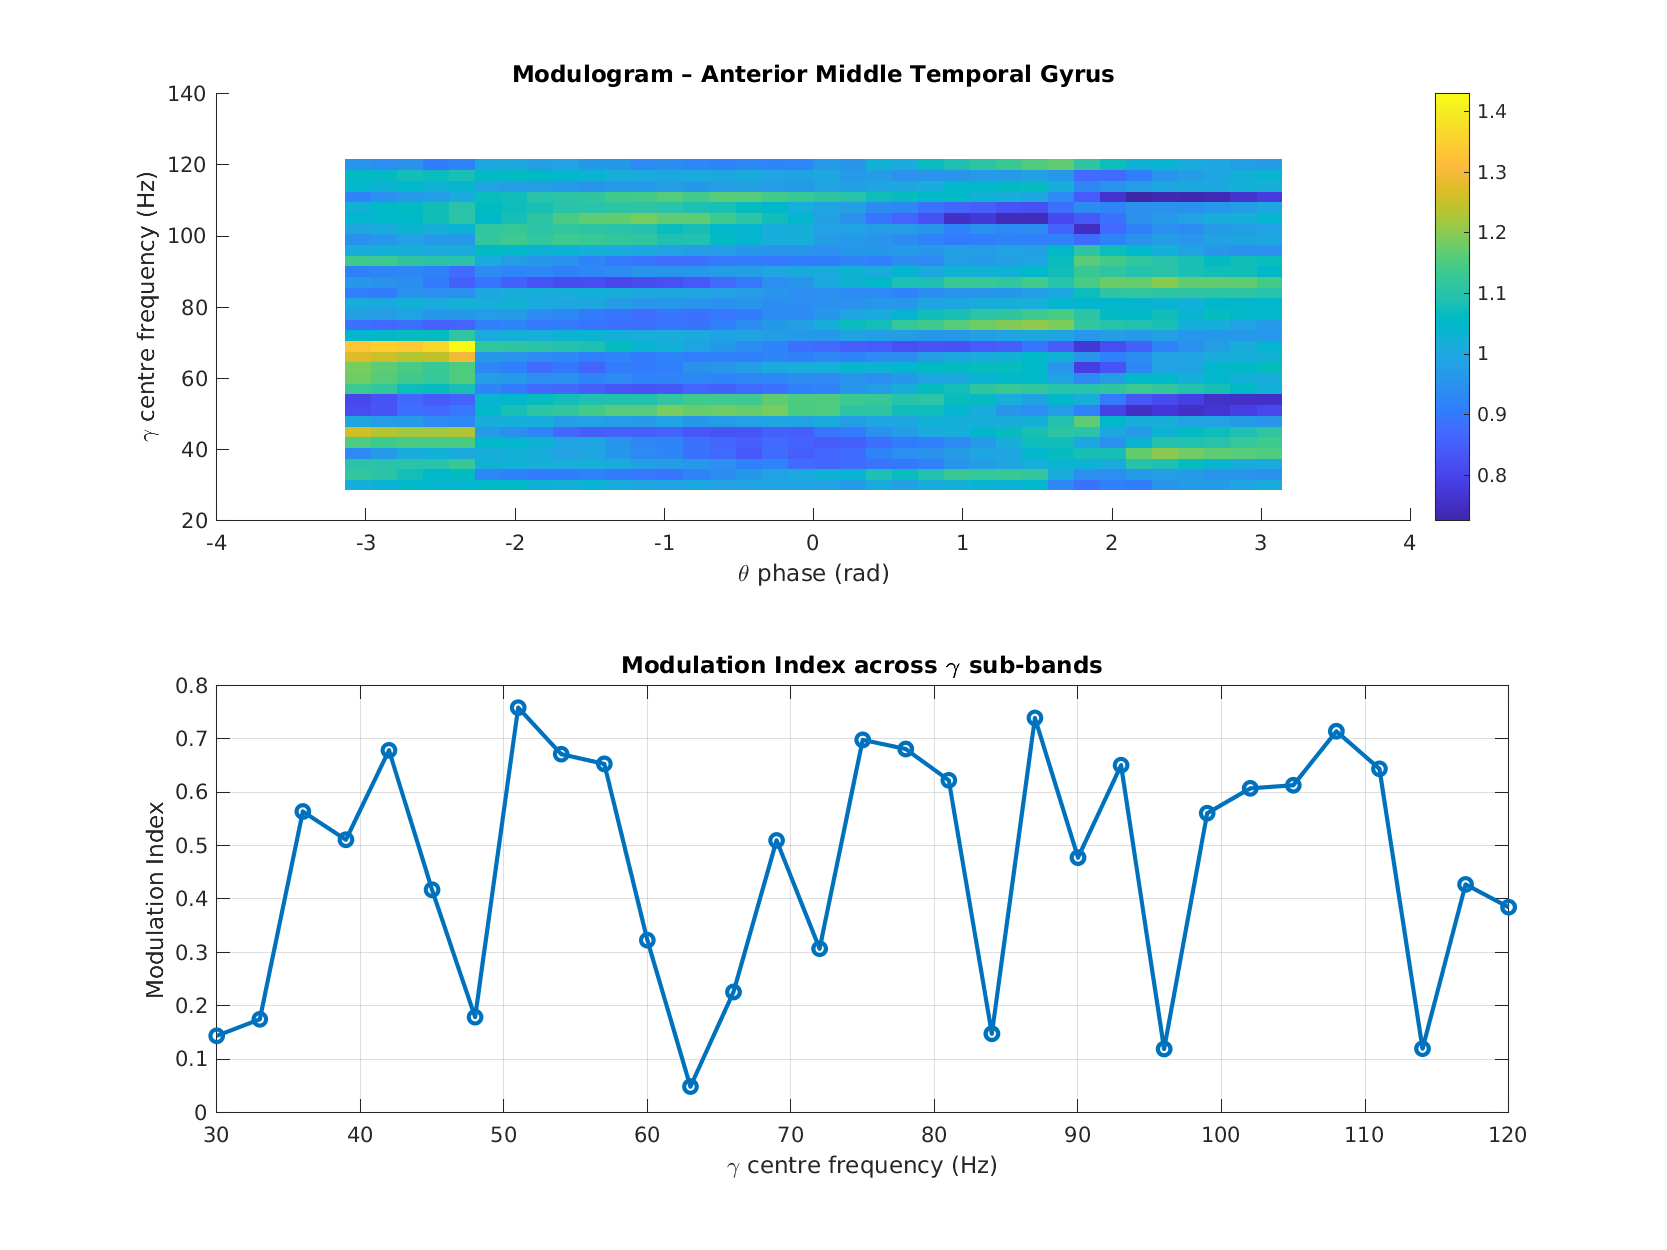 Modulogram – Anterior Middle Temporal Gyrus
γ centre frequency (Hz)
140
120
100
80
60
40
20
-4 -3 -2 -1 0 1 2 3 4
θ phase (rad)
1.4
1.3
1.2
1.1
1
0.9
0.8
Modulation Index across γ sub-bands
Modulation Index
0.8
0.7
0.6
0.5
0.4
0.3
0.2
0.1
0
30 40 50 60 70 80 90 100 110 120
γ centre frequency (Hz)